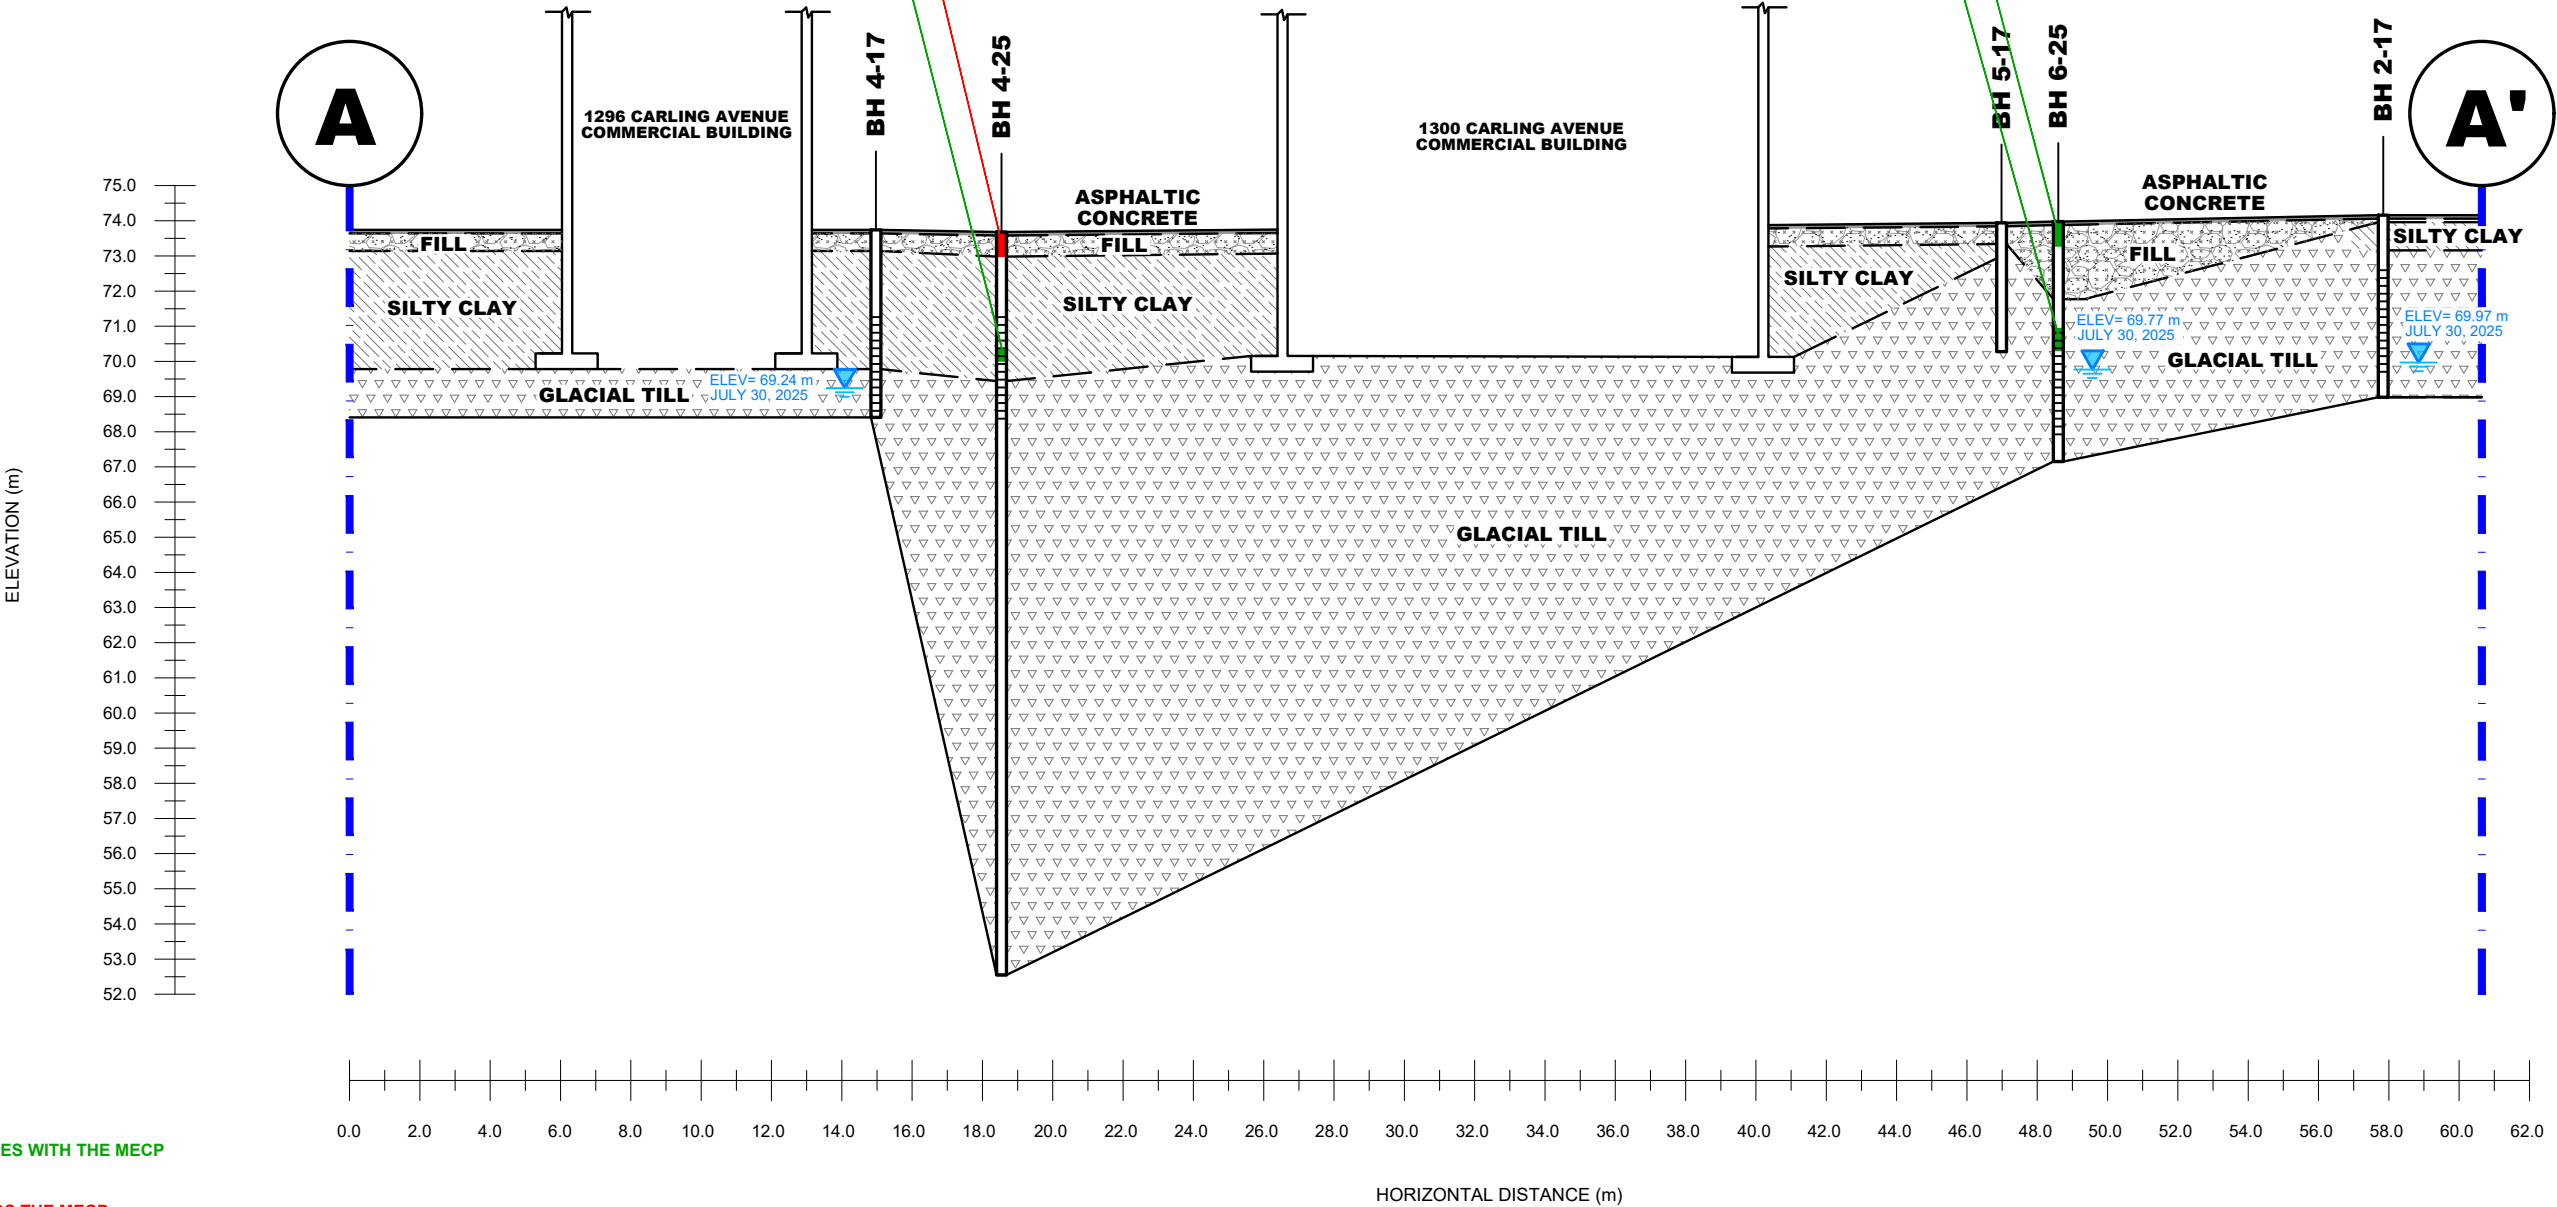 A
1296 CARLING AVENUE
COMMERCIAL BUILDING
BH 4-17
BH 4-25
1300 CARLING AVENUE
COMMERCIAL BUILDING
BH 5-17
BH 6-25
BH 2-17
A'
ASPHALTIC
CONCRETE
ASPHALTIC
CONCRETE
FILL
FILL
FILL
SILTY CLAY
SILTY CLAY
SILTY CLAY
SILTY CLAY
ELEV= 69.24 m
JULY 30, 2025
ELEV= 69.77 m
JULY 30, 2025
ELEV= 69.97 m
JULY 30, 2025
GLACIAL TILL
GLACIAL TILL
GLACIAL TILL
ELEVATION (m)
75.0
74.0
73.0
72.0
71.0
70.0
69.0
68.0
67.0
66.0
65.0
64.0
63.0
62.0
61.0
60.0
59.0
58.0
57.0
56.0
55.0
54.0
53.0
52.0
0.0 2.0 4.0 6.0 8.0 10.0 12.0 14.0 16.0 18.0 20.0 22.0 24.0 26.0 28.0 30.0 32.0 34.0 36.0 38.0 40.0 42.0 44.0 46.0 48.0 50.0 52.0 54.0 56.0 58.0 60.0 62.0
HORIZONTAL DISTANCE (m)
ES WITH THE MECP
THE MECP